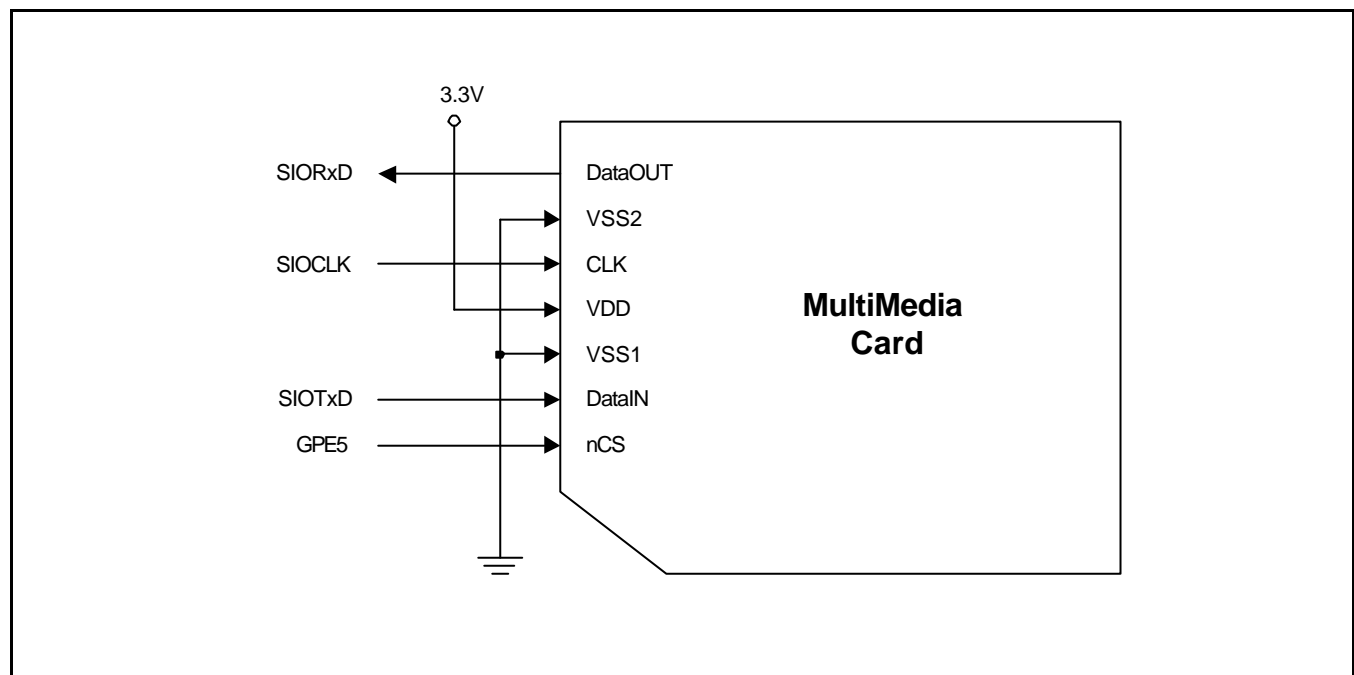 3.3V
SIORxD
DataOUT
VSS2
SIOCLK
CLK
VDD
VSS1
SIOTxD
DataIN
GPE5
nCS
MultiMedia
Card